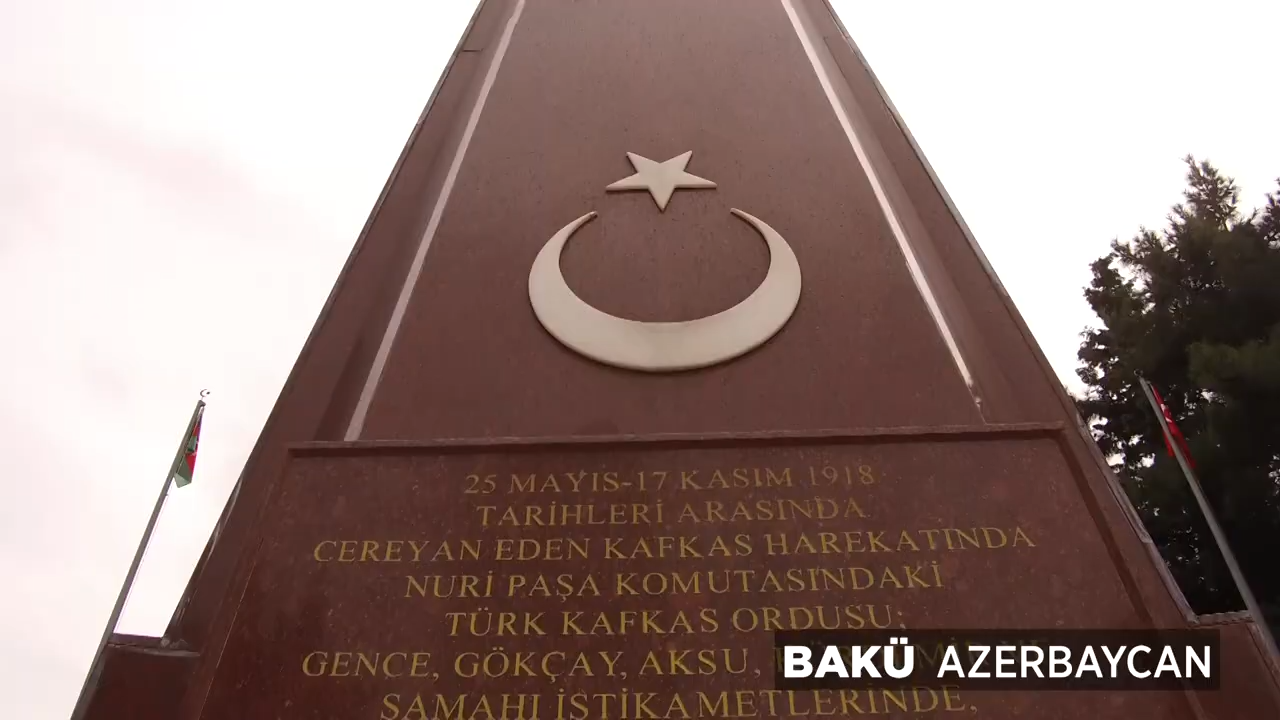 25 MAYIS-17 KASIM 1918
TARİHLERİ ARASINDA
CEREYAN EDEN KAFKAS HAREKATINDA
NURİ PAŞA KOMUTASINDAKİ
TÜRK KAFKAS ORDUSU;
GENCE, GÖKÇAY, AKSU,
SAMAHI İSTİKAMETLERİNDE,
BAKÜ AZERBAYCAN